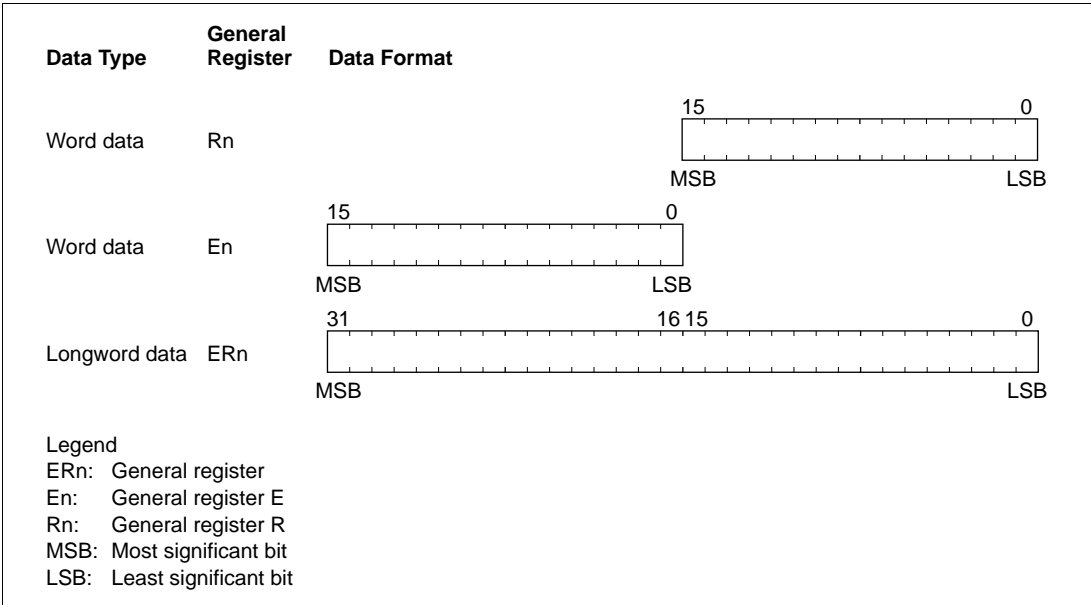 General
Data Type Register Data Format
15 0
Word data Rn
MSB LSB
15 0
Word data En
MSB LSB
31 16 15 0
Longword data ERn
MSB LSB
Legend
ERn: General register
En: General register E
Rn: General register R
MSB: Most significant bit
LSB: Least significant bit